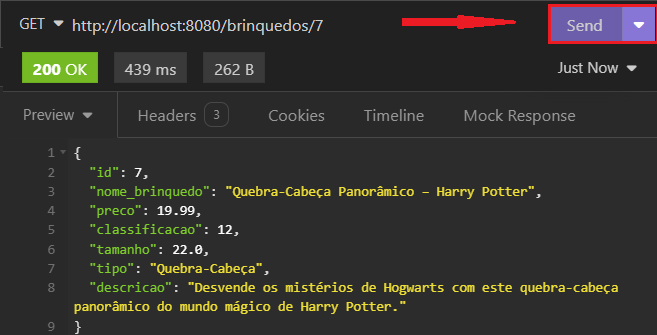 GET http://localhost:8080/brinquedos/7 Send
200 OK 439 ms 262 B Just Now
Preview Headers 3 Cookies Timeline Mock Response
1 {
2 "id": 7,
3 "nome_brinquedo": "Quebra-Cabeça Panorâmico – Harry Potter",
4 "preco": 19.99,
5 "classificacao": 12,
6 "tamanho": 22.0,
7 "tipo": "Quebra-Cabeça",
8 "descricao": "Desvende os mistérios de Hogwarts com este quebra-cabeça
panorâmico do mundo mágico de Harry Potter."
9 }